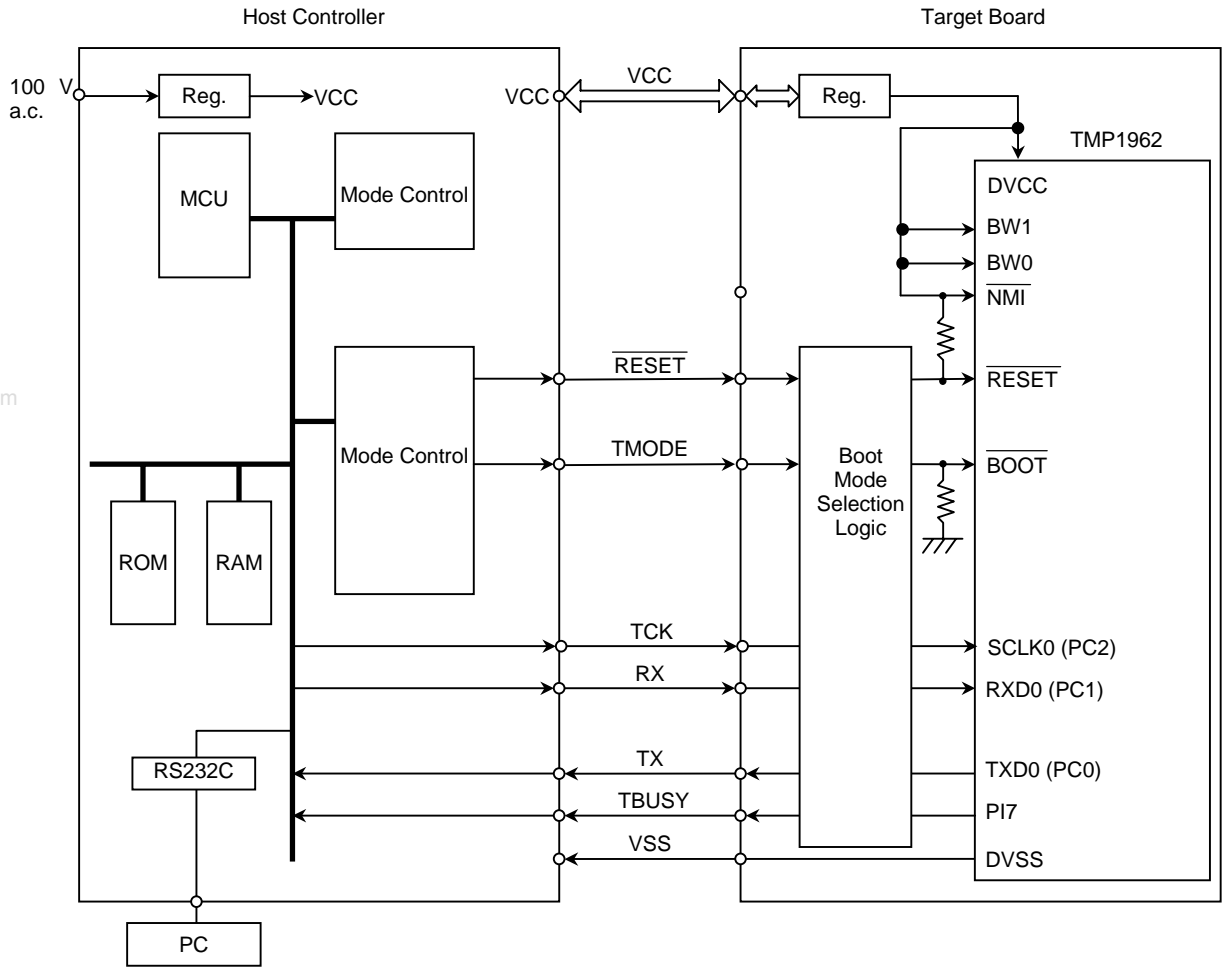 Host Controller
Target Board
100 V
a.c.
Reg.
VCC
VCC
VCC
Reg.
TMP1962
MCU
Mode Control
DVCC
BW1
BW0
NMI
RESET
RESET
m
Mode Control
TMODE
Boot
Mode
Selection
Logic
BOOT
ROM
RAM
TCK
SCLK0 (PC2)
RX
RXD0 (PC1)
RS232C
TX
TXD0 (PC0)
TBUSY
PI7
VSS
DVSS
PC